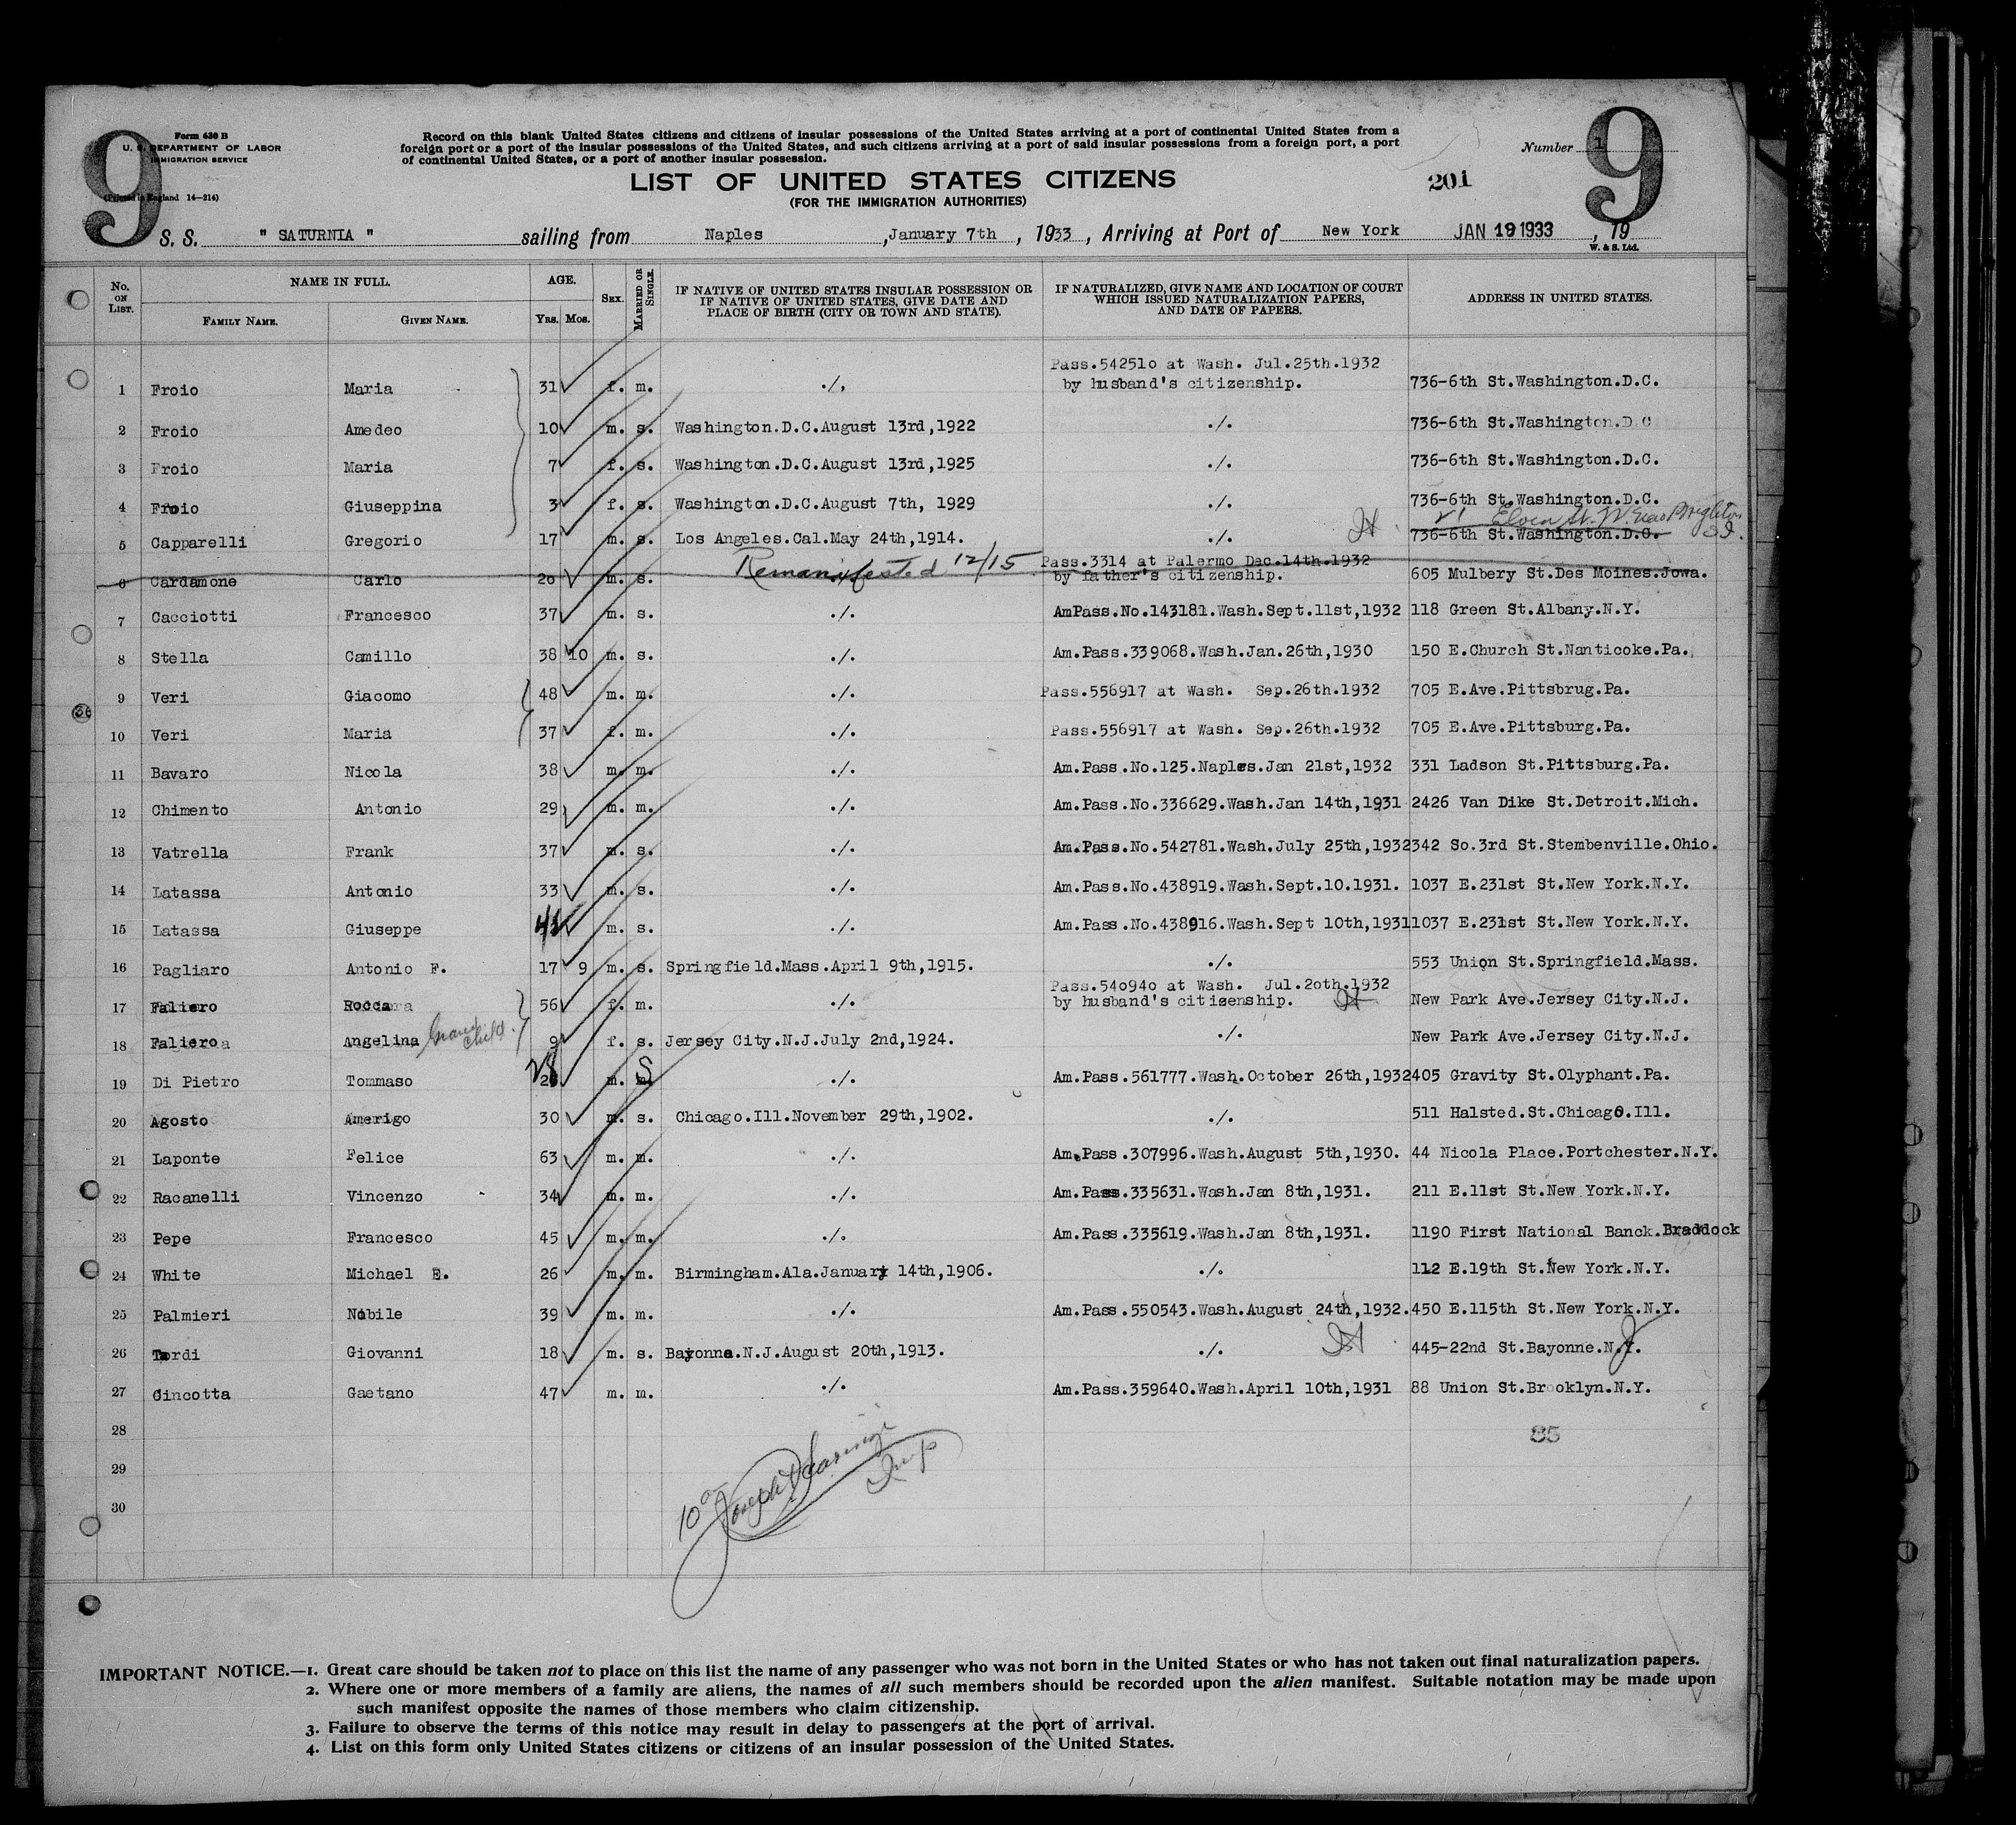 9
9
Form 630 B
U. S. DEPARTMENT OF LABOR
IMMIGRATION SERVICE
(Printed in England 14—214)
Record on this blank United States citizens and citizens of insular possessions of the United States arriving at a port of continental United States from a
foreign port or a port of the insular possessions of the United States, and such citizens arriving at a port of said insular possessions from a foreign port, a port
of continental United States, or a port of another insular possession.
Number 1
LIST OF UNITED STATES CITIZENS
201
(FOR THE IMMIGRATION AUTHORITIES)
S. S. " SATURNIA " sailing from Naples , January 7th , 1933 , Arriving at Port of New York JAN 19 1933 , 19
W. & S. Ltd.
No. ON LIST. NAME IN FULL. FAMILY NAME. GIVEN NAME. AGE. Yrs. Mos. SEX. MARRIED OR SINGLE. IF NATIVE OF UNITED STATES INSULAR POSSESSION OR IF NATIVE OF UNITED STATES, GIVE DATE AND PLACE OF BIRTH (CITY OR TOWN AND STATE). IF NATURALIZED, GIVE NAME AND LOCATION OF COURT WHICH ISSUED NATURALIZATION PAPERS, AND DATE OF PAPERS. ADDRESS IN UNITED STATES.
Pass.54251o at Wash. Jul.25th.1932
1 Froio Maria 31 f. m. ./, by husband's citizenship. 736-6th St.Washington.D.C.
2 Froio Amedeo 10 m. s. Washington.D.C.August 13rd,1922 ./. 736-6th St.Washington.D.C
3 Froio Maria 7 f. s. Washington.D.C.August 13rd,1925 ./. 736-6th St.Washington.D.C.
4 Froio Giuseppina 3 f. s. Washington.D.C.August 7th, 1929 ./. 736-6th St.Washington.D.C.
5 Capparelli Gregorio 17 m. s. Los Angeles.Cal.May 24th,1914. ./. 736-6th St.Washington.D.C.
Remanifested 12/15 Pass.3314 at Palermo Dec.14th.1932
6 Cardamone Carlo 20 m. s. by father's citizenship. 605 Mulbery St.Des Moines.Jowa.
7 Cacciotti Francesco 37 m. s. ./. AmPass.No.143181.Wash.Sept.11st,1932 118 Green St.Albany.N.Y.
8 Stella Camillo 38 10 m. s. ./. Am.Pass.339068.Wash.Jan.26th,1930 150 E.Church St.Nanticoke.Pa.
9 Veri Giacomo 48 m. m. ./. Pass.556917 at Wash. Sep.26th.1932 705 E.Ave.Pittsbrug.Pa.
10 Veri Maria 37 f. m. ./. Pass.556917 at Wash. Sep.26th.1932 705 E.Ave.Pittsburg.Pa.
11 Bavaro Nicola 38 m. m. ./. Am.Pass.No.125.Naples.Jan 21st,1932 331 Ladson St.Pittsburg.Pa.
12 Chimento Antonio 29 m. m. ./. Am.Pass.No.336629.Wash.Jan 14th,1931 2426 Van Dike St.Detroit.Mich.
13 Vatrella Frank 37 m. s. ./. Am.Pass.No.542781.Wash.July 25th,1932 342 So.3rd St.Stembenville.Ohio.
14 Latassa Antonio 33 m. s. ./. Am.Pass.No.438919.Wash.Sept.10.1931. 1037 E.231st St.New York.N.Y.
15 Latassa Giuseppe m. s. ./. Am.Pass.No.438916.Wash.Sept 10th,1931 1037 E.231st St.New York.N.Y.
16 Pagliaro Antonio F. 17 9 m. s. Springfield.Mass.April 9th,1915. ./. 553 Union St.Springfield.Mass.
Pass.54o94o at Wash. Jul.2oth.1932
17 Faliero Rocca 56 f. m. ./. by husband's citizenship. New Park Ave.Jersey City.N.J.
18 Faliero Angelina Grand child. 9 f. s. Jersey City.N.J.July 2nd,1924. ./. New Park Ave.Jersey City.N.J.
19 Di Pietro Tommaso 28 m. S ./. Am.Pass.561777.Wash.October 26th,1932 405 Gravity St.Olyphant.Pa.
20 Agosto Amerigo 30 m. s. Chicago.Ill.November 29th,1902. ./. 511 Halsted.St.Chicago.Ill.
21 Laponte Felice 63 m. m. ./. Am.Pass.307996.Wash.August 5th,1930. 44 Nicola Place.Portchester.N.Y.
22 Racanelli Vincenzo 34 m. m. ./. Am.Pass.335631.Wash.Jan 8th,1931. 211 E.11st St.New York.N.Y.
23 Pepe Francesco 45 m. m. ./. Am.Pass.335619.Wash.Jan 8th,1931. 1190 First National Banck.Braddock
24 White Michael E. 26 m. m. Birmingham.Ala.January 14th,1906. ./. 112 E.19th St.New York.N.Y.
25 Palmieri Nobile 39 m. m. ./. Am.Pass.550543.Wash.August 24th,1932. 450 E.115th St.New York.N.Y.
26 Tordi Giovanni 18 m. s. Bayonne.N.J.August 20th,1913. ./. 445-22nd St.Bayonne.N.J.
27 Cincotta Gaetano 47 m. m. ./. Am.Pass.359640.Wash.April 10th,1931 88 Union St.Brooklyn.N.Y.
28
85
29
30
IMPORTANT NOTICE.—1. Great care should be taken not to place on this list the name of any passenger who was not born in the United States or who has not taken out final naturalization papers.
2. Where one or more members of a family are aliens, the names of all such members should be recorded upon the alien manifest. Suitable notation may be made upon
such manifest opposite the names of those members who claim citizenship.
3. Failure to observe the terms of this notice may result in delay to passengers at the port of arrival.
4. List on this form only United States citizens or citizens of an insular possession of the United States.